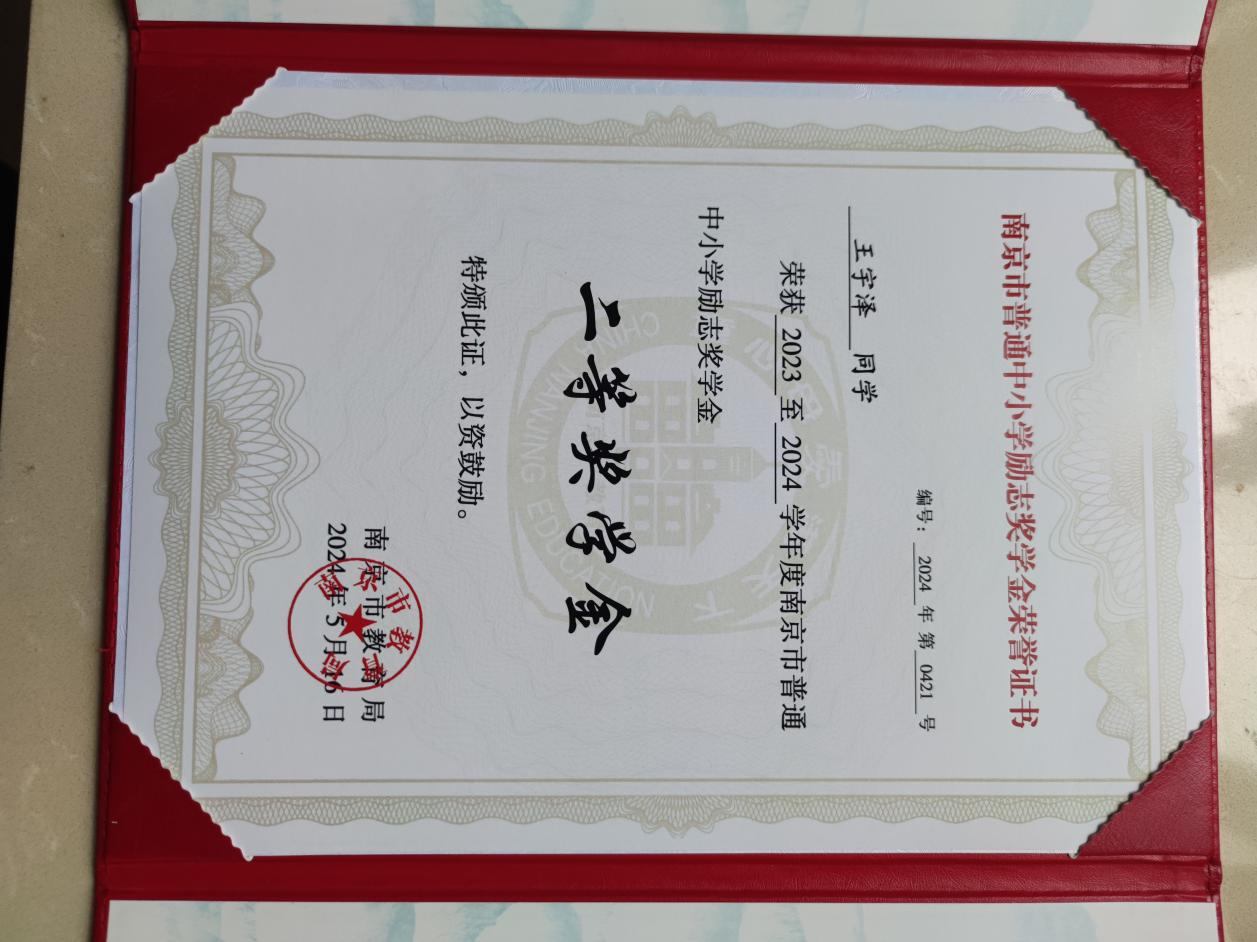 南京市普通中小学励志奖学金荣誉证书
编号：2024 年 第 0421 号
王宇泽 同学
荣获 2023 至 2024 学年度南京市普通
中小学励志奖学金
二等奖学金
特颁此证，以资鼓励。
南京市教育局
2024年5月16日